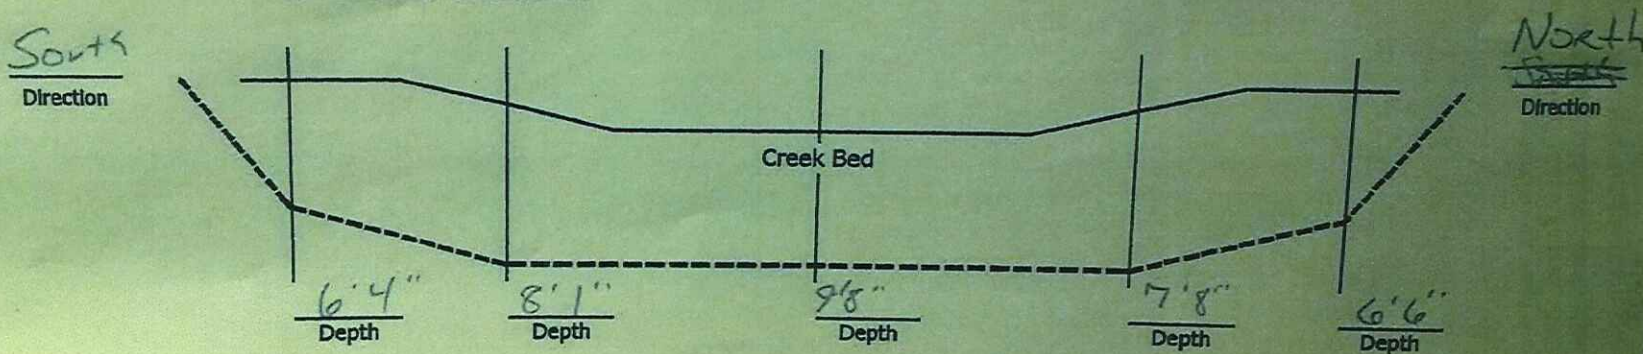 South
Direction
North
Direction
Creek Bed
6'4" 8'1" 9'8" 7'8" 6'6"
Depth Depth Depth Depth Depth